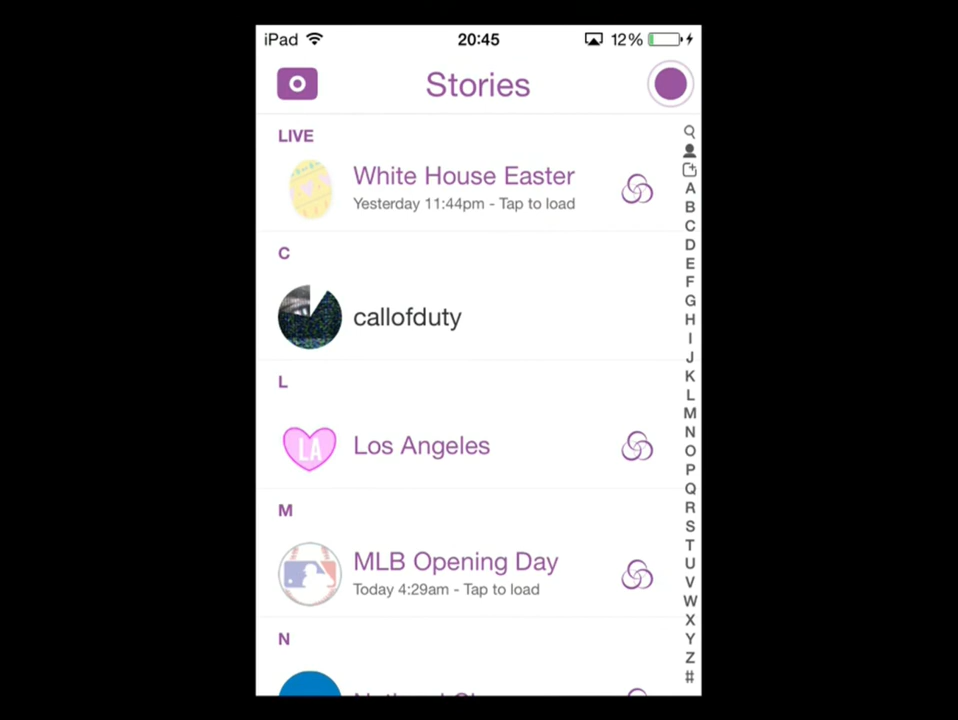 iPad 20:45 12%
Stories
LIVE
White House Easter
Yesterday 11:44pm - Tap to load
C
callofduty
L
LA
Los Angeles
M
MLB Opening Day
Today 4:29am - Tap to load
N
A
B
C
D
E
F
G
H
I
J
K
L
M
N
O
P
Q
R
S
T
U
V
W
X
Y
Z
#